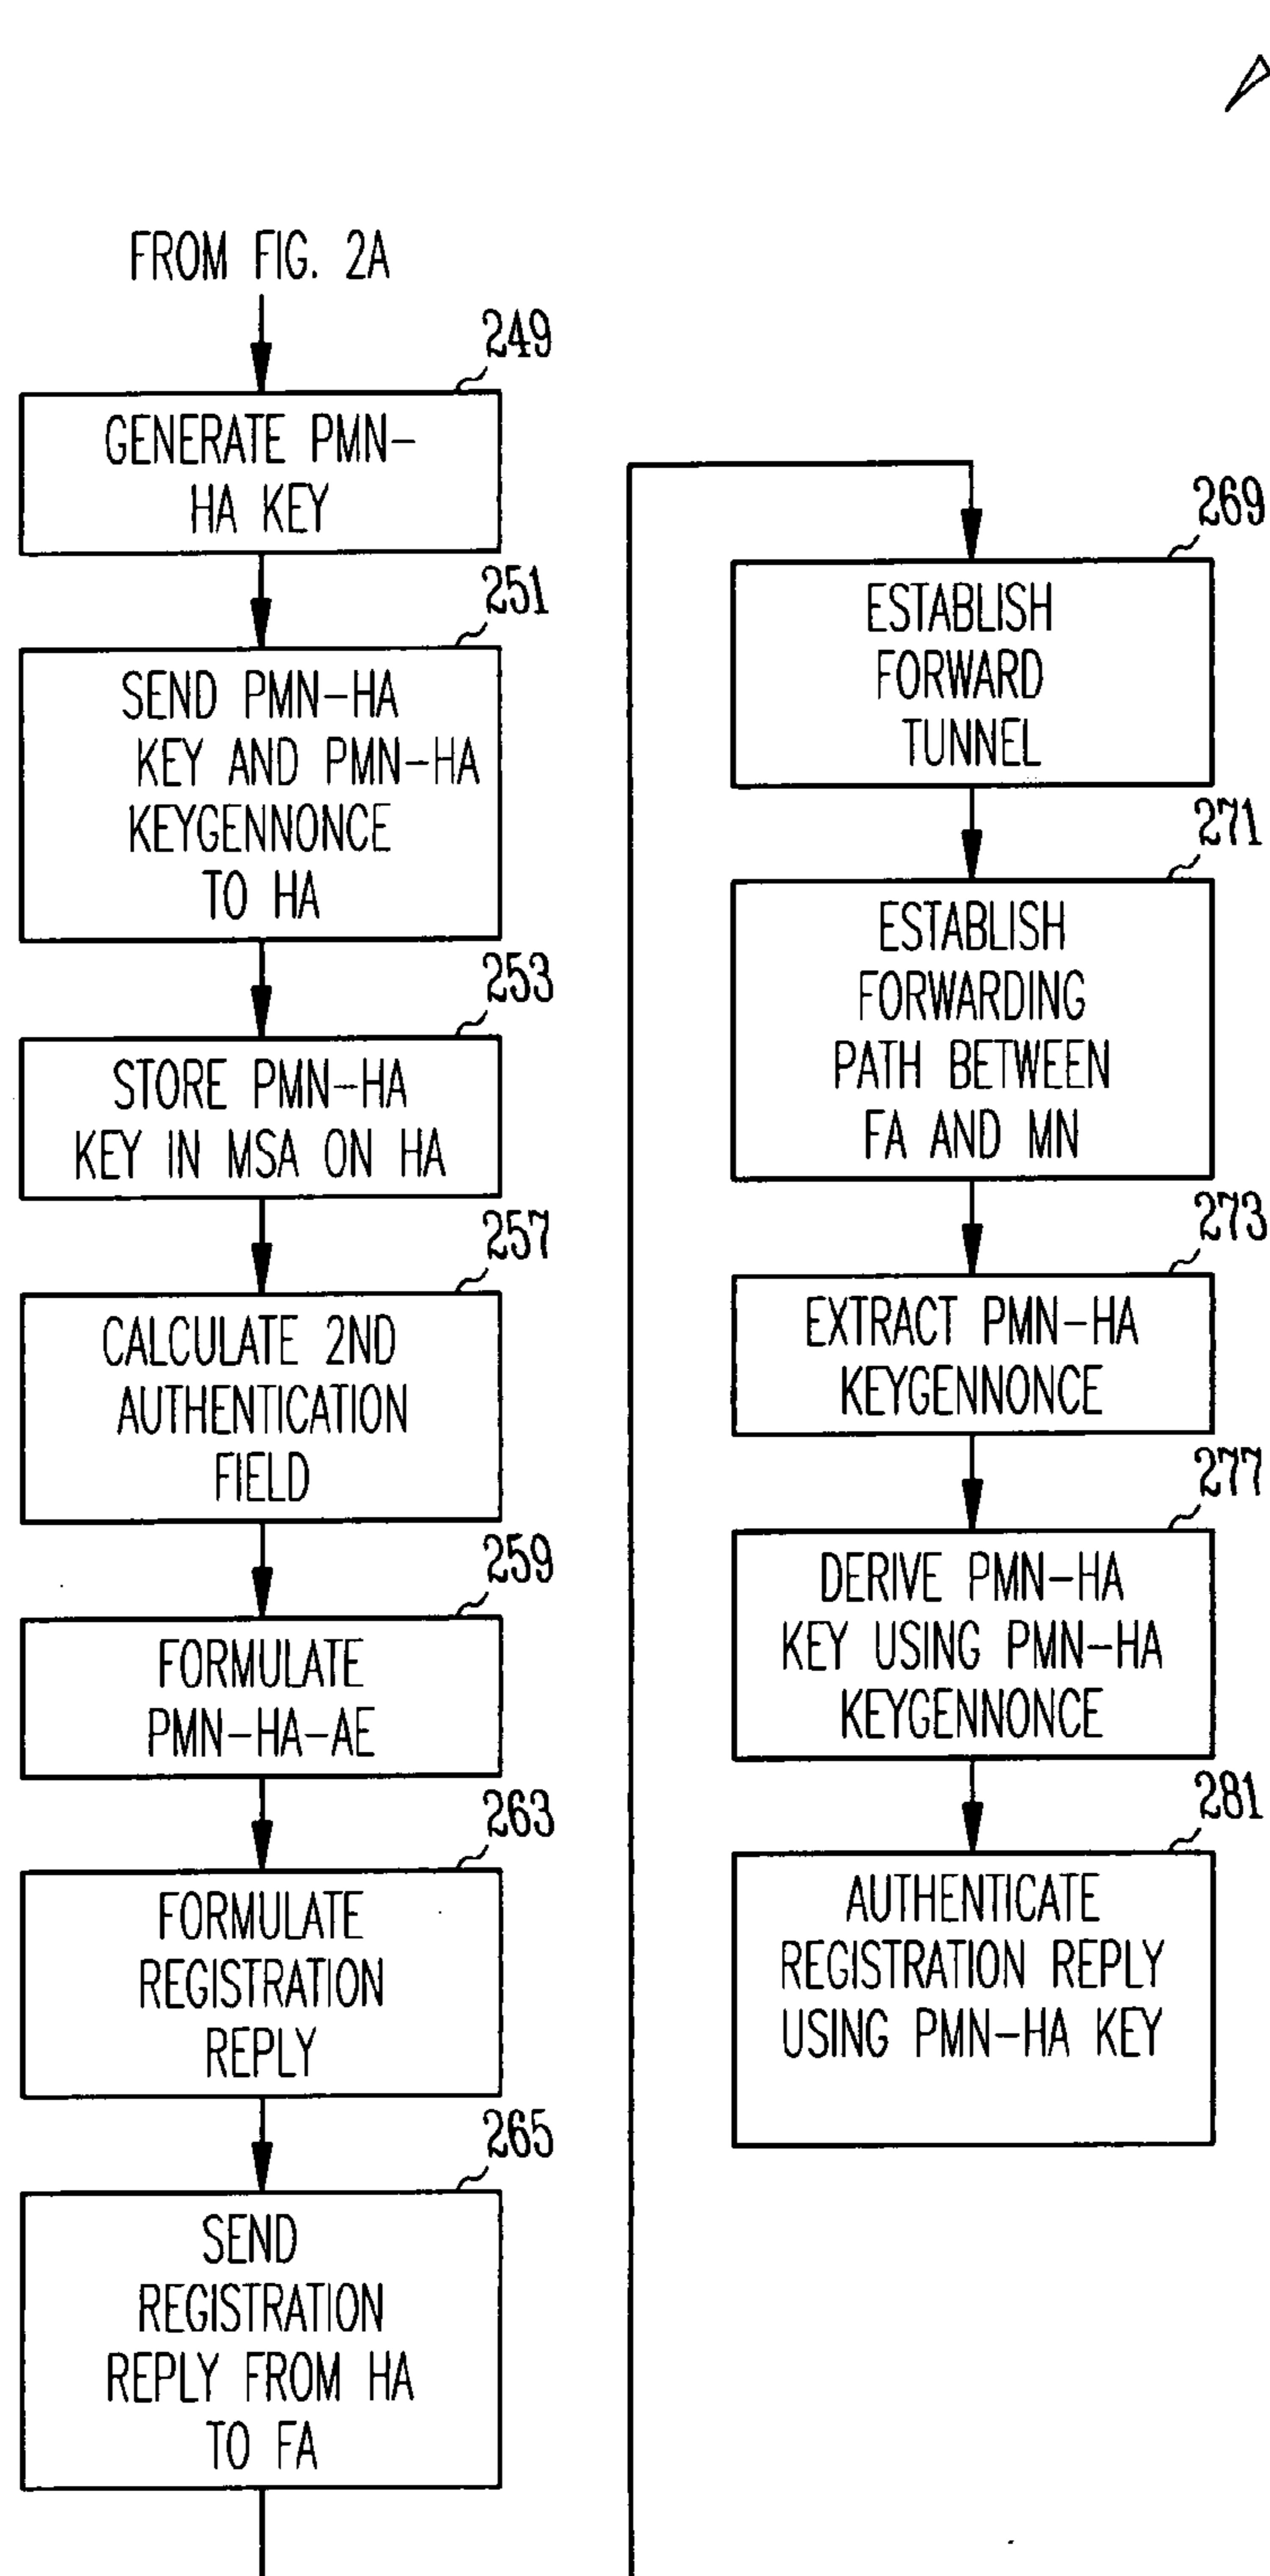 FROM FIG. 2A
249
GENERATE PMN-
HA KEY
251
SEND PMN-HA
KEY AND PMN-HA
KEYGENNONCE
TO HA
253
STORE PMN-HA
KEY IN MSA ON HA
257
CALCULATE 2ND
AUTHENTICATION
FIELD
259
FORMULATE
PMN-HA-AE
263
FORMULATE
REGISTRATION
REPLY
265
SEND
REGISTRATION
REPLY FROM HA
TO FA
269
ESTABLISH
FORWARD
TUNNEL
271
ESTABLISH
FORWARDING
PATH BETWEEN
FA AND MN
273
EXTRACT PMN-HA
KEYGENNONCE
277
DERIVE PMN-HA
KEY USING PMN-HA
KEYGENNONCE
281
AUTHENTICATE
REGISTRATION REPLY
USING PMN-HA KEY